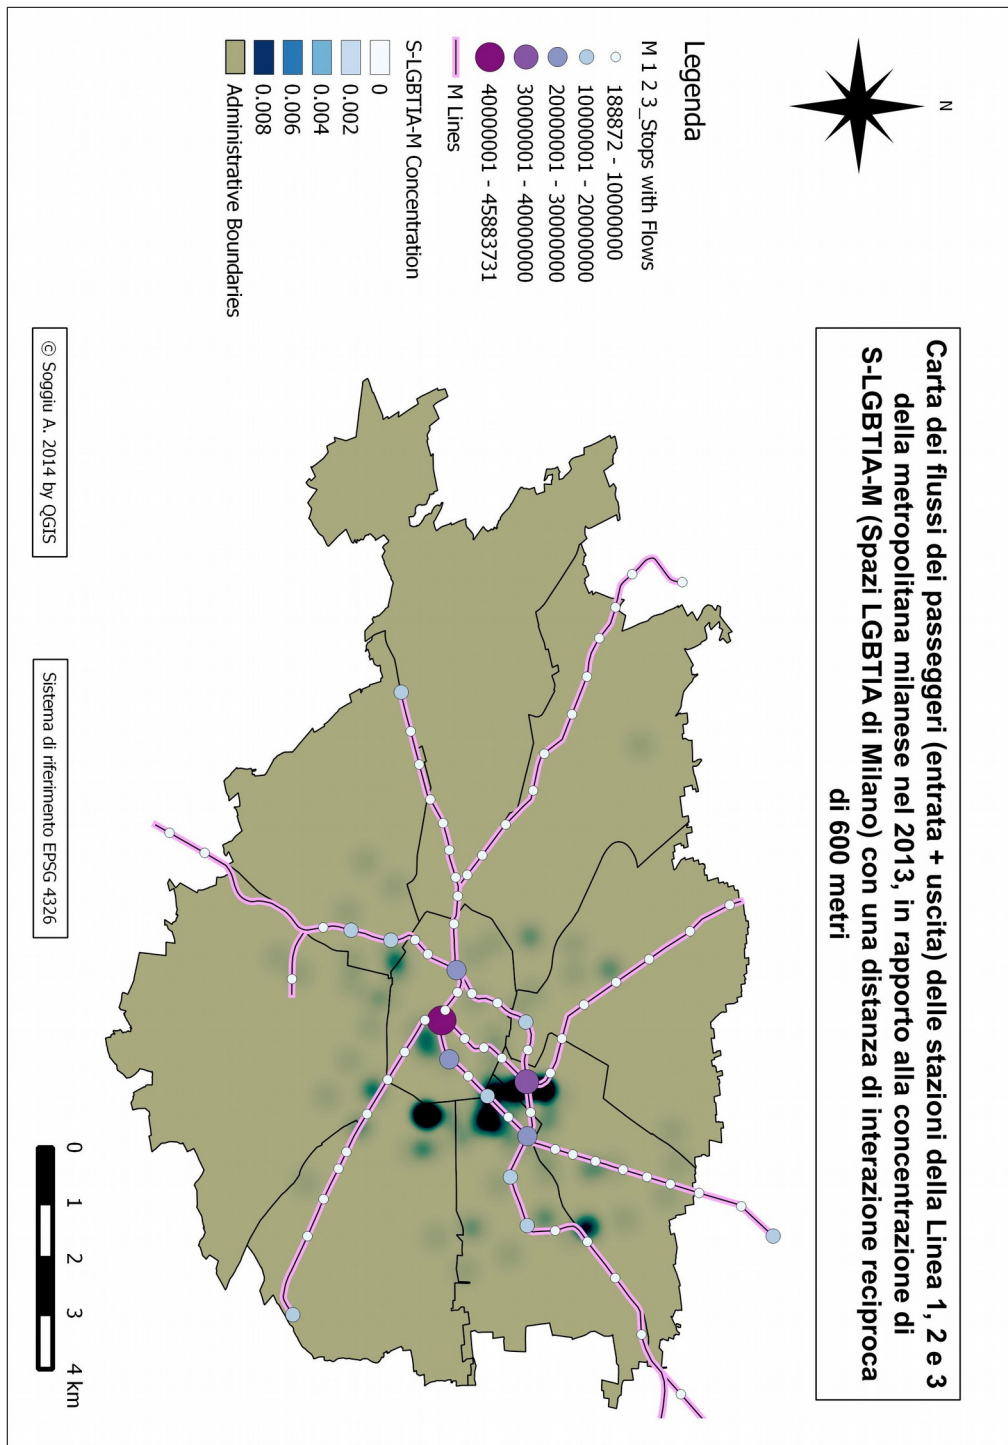 N
Carta dei flussi dei passeggeri (entrata + uscita) delle stazioni della Linea 1, 2 e 3
della metropolitana milanese nel 2013, in rapporto alla concentrazione di
S-LGBTIA-M (Spazi LGBTIA di Milano) con una distanza di interazione reciproca
di 600 metri
Legenda
M 1 2 3_Stops with Flows
188872 - 10000000
10000001 - 20000000
20000001 - 30000000
30000001 - 40000000
40000001 - 45883731
M Lines
S-LGBTIA-M Concentration
0
0.002
0.004
0.006
0.008
Administrative Boundaries
© Soggiu A. 2014 by QGIS
Sistema di riferimento EPSG 4326
0 1 2 3 4 km